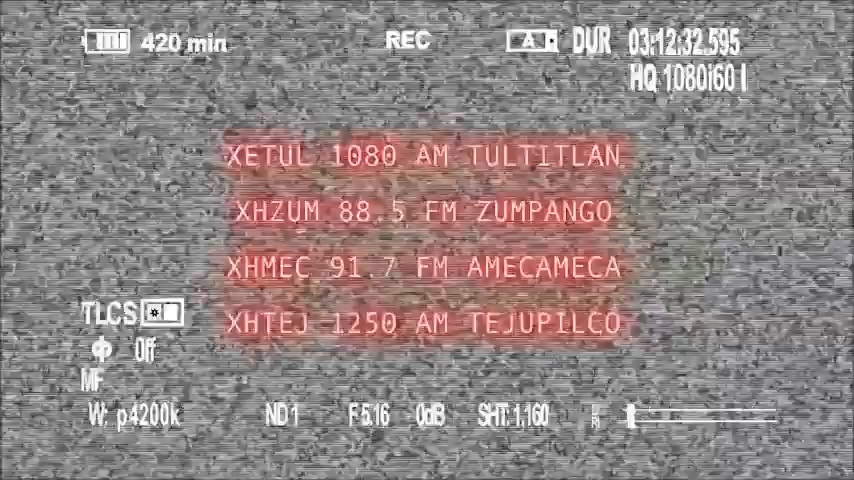 420 min REC A DUR 03:12:32.595
HQ 1080i60
XETUL 1080 AM TULTITLAN
XHZUM 88.5 FM ZUMPANGO
XHMEC 91.7 FM AMECAMECA
XHTEJ 1250 AM TEJUPILCO
TLCS
Off
MF
W: p4200k ND1 F5.16 0dB SHT: 1,160